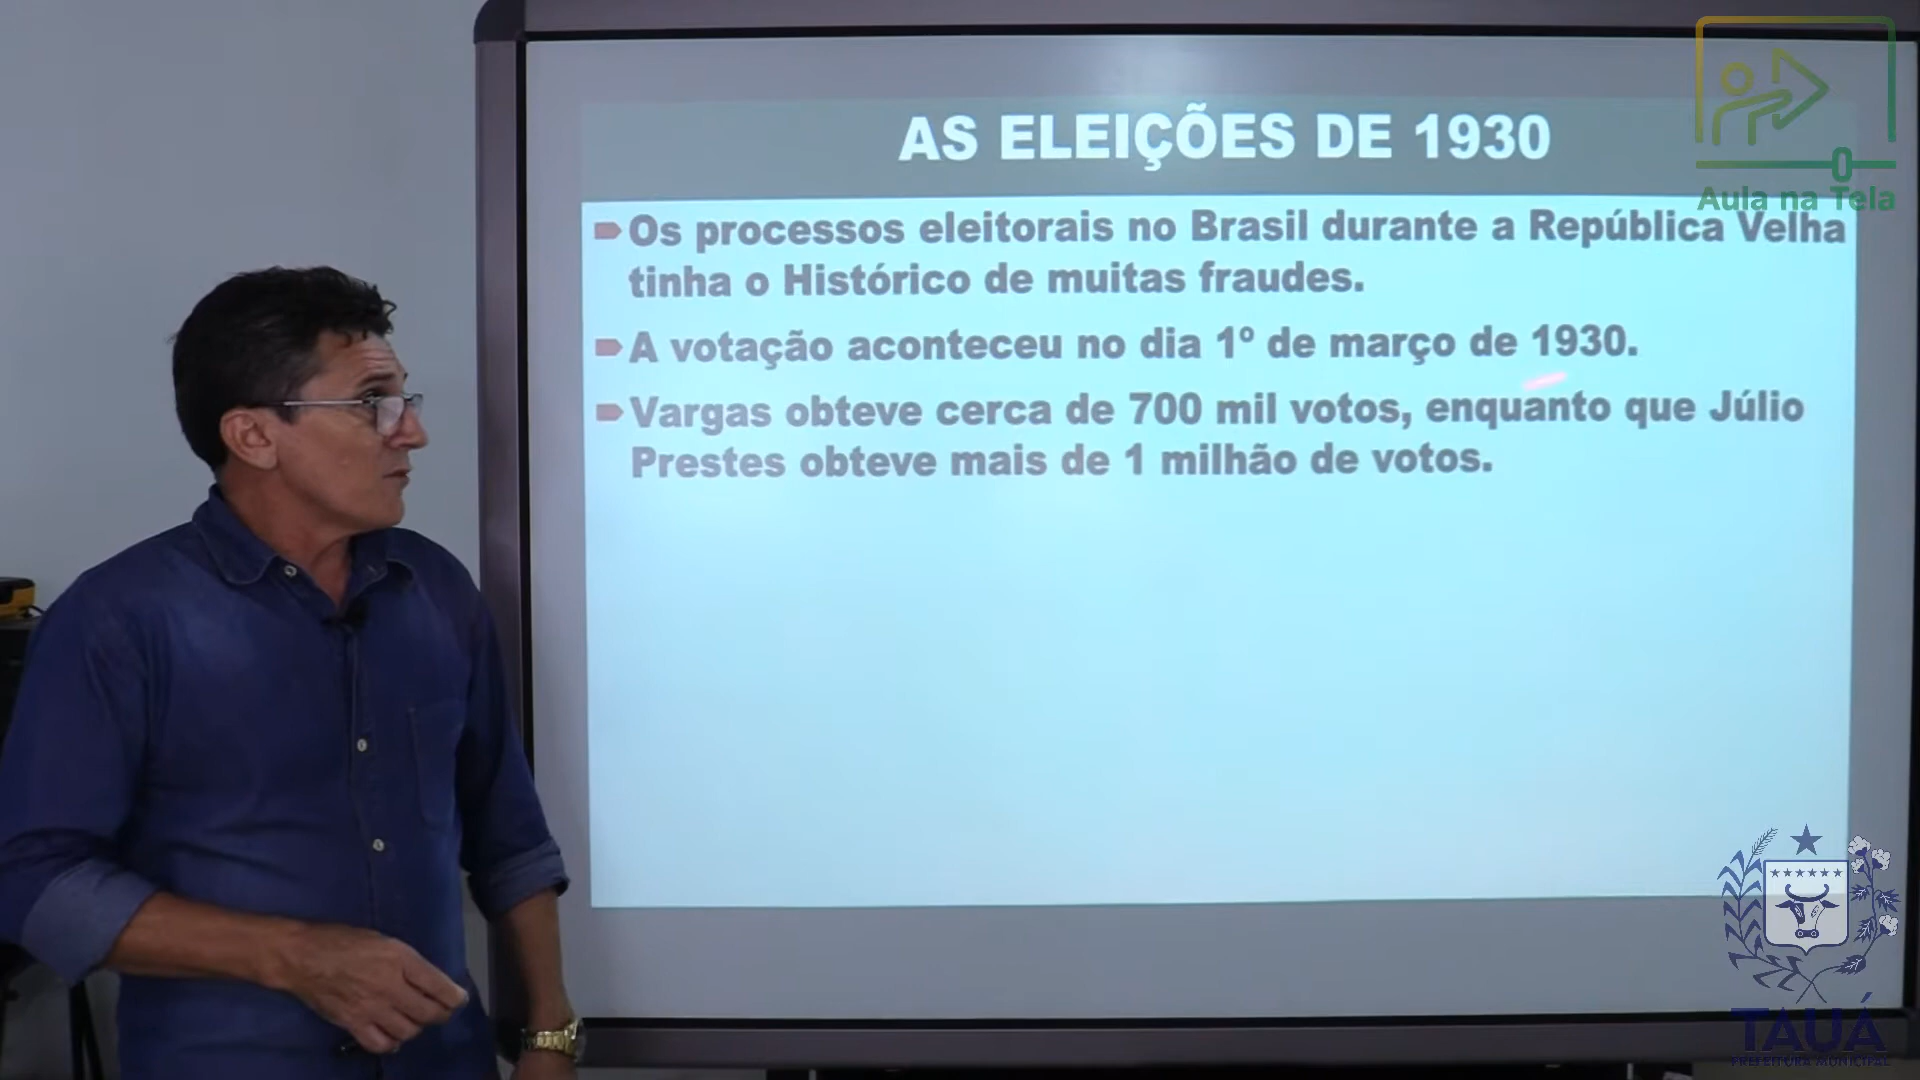 AS ELEIÇÕES DE 1930
Aula na Tela
Os processos eleitorais no Brasil durante a República Velha
tinha o Histórico de muitas fraudes.
A votação aconteceu no dia 1º de março de 1930.
Vargas obteve cerca de 700 mil votos, enquanto que Júlio
Prestes obteve mais de 1 milhão de votos.
TAUÁ
PREFEITURA MUNICIPAL